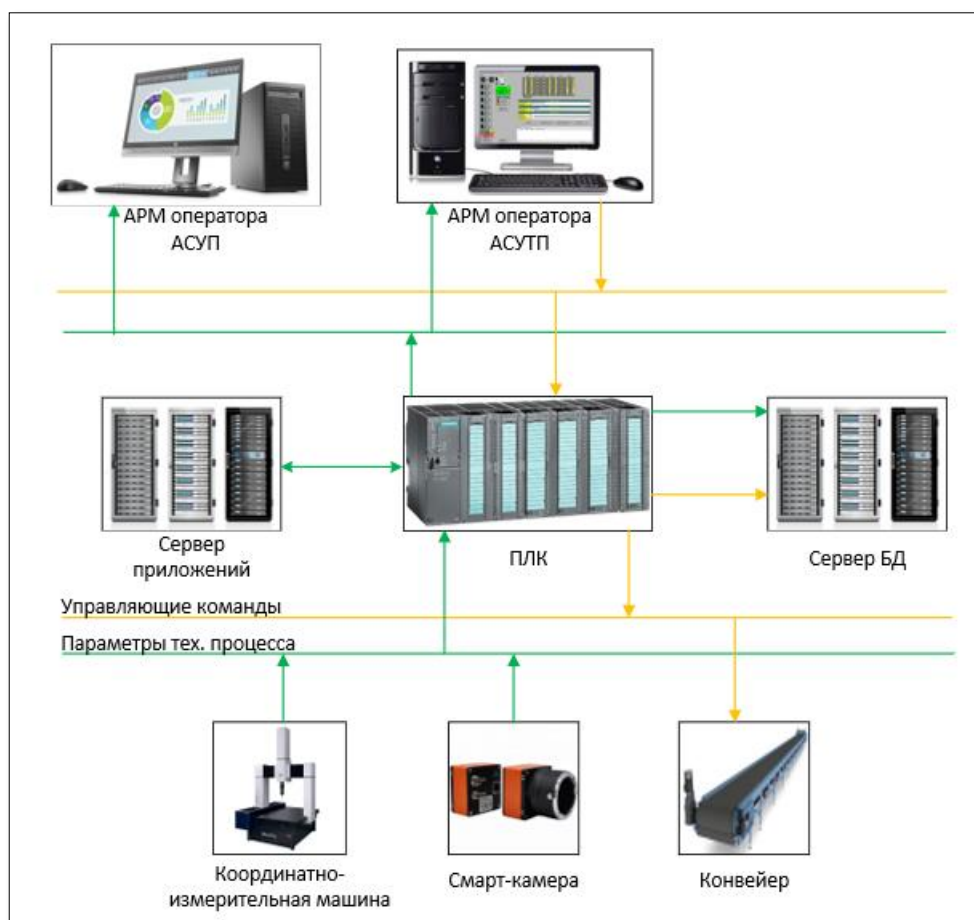 АРМ оператора
АСУП
АРМ оператора
АСУТП
Сервер
приложений
ПЛК
Сервер БД
Управляющие команды
Параметры тех. процесса
Координатно-
измерительная машина
Смарт-камера
Конвейер